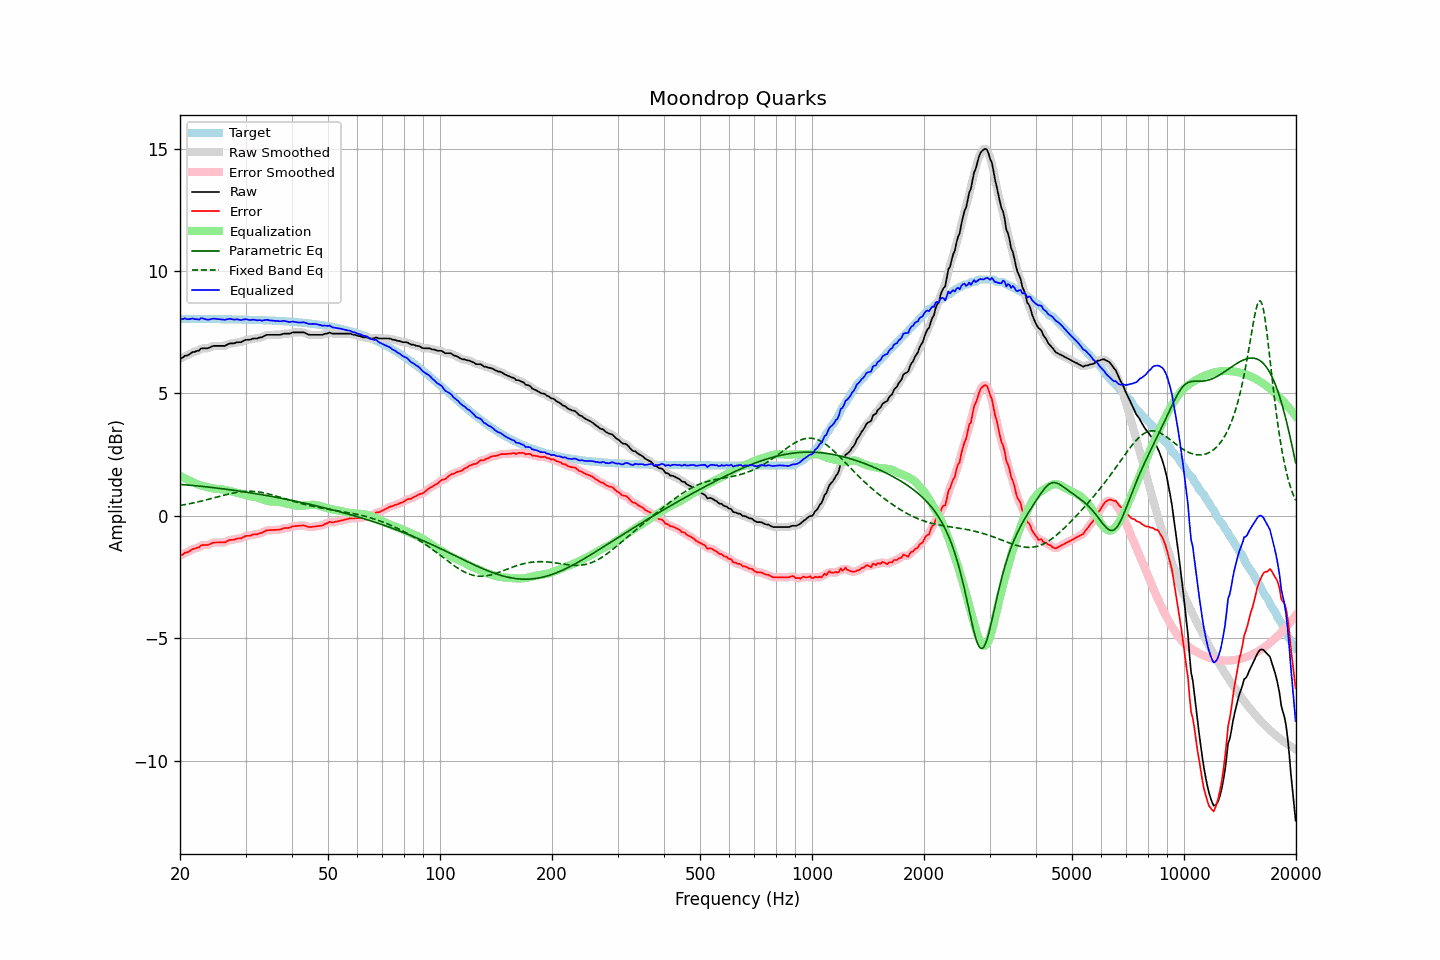 Moondrop Quarks
Target
Raw Smoothed
Error Smoothed
Raw
Error
Equalization
Parametric Eq
Fixed Band Eq
Equalized
15
10
5
0
−5
−10
Amplitude (dBr)
20
50
100
200
500
1000
2000
5000
10000
20000
Frequency (Hz)